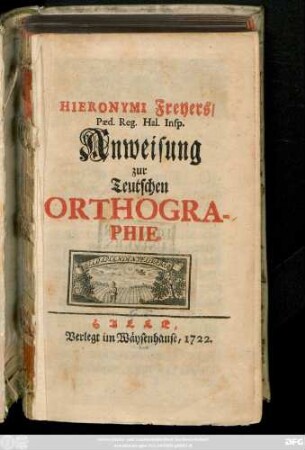 HIERONYMI Freyers/
Pæd. Reg. Hal. Insp.
Anweisung
zur
Teutschen
ORTHOGRA-
PHIE.
HALLE,
Verlegt im Wäysenhause, 1722.